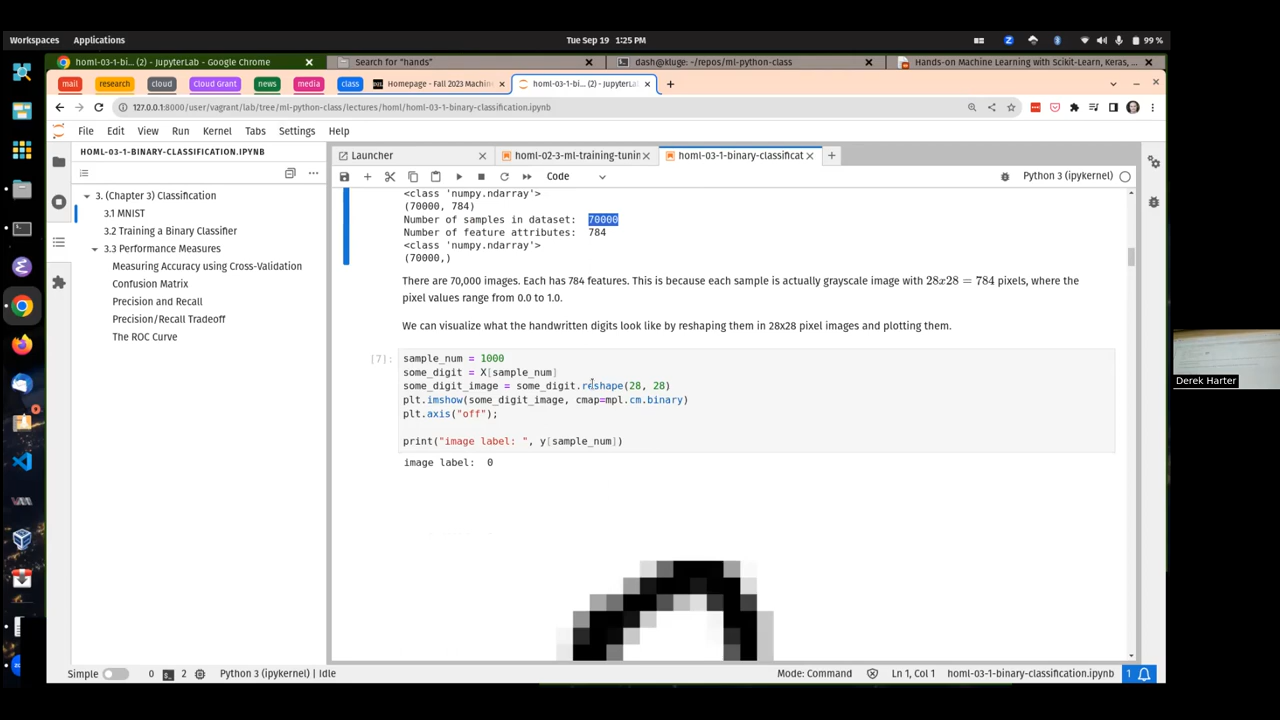 Workspaces Applications Tue Sep 19 1:25 PM 99 %
homl-03-1-bi... (2) - JupyterLab - Google Chrome Search for "hands" dash@kluge: ~/repos/ml-python-class Hands-on Machine Learning with Scikit-Learn, Keras, ...
mail research cloud Cloud Grant news media class Homepage - Fall 2023 Machin homl-03-1-bi... (2) - JupyterLa
127.0.0.1:8000/user/vagrant/lab/tree/ml-python-class/lectures/homl/homl-03-1-binary-classification.ipynb
File Edit View Run Kernel Tabs Settings Help
HOML-03-1-BINARY-CLASSIFICATION.IPYNB
Launcher homl-02-3-ml-training-tunin homl-03-1-binary-classificat
Code Python 3 (ipykernel)
3. (Chapter 3) Classification
3.1 MNIST
3.2 Training a Binary Classifier
3.3 Performance Measures
Measuring Accuracy using Cross-Validation
Confusion Matrix
Precision and Recall
Precision/Recall Tradeoff
The ROC Curve
<class 'numpy.ndarray'>
(70000, 784)
Number of samples in dataset: 70000
Number of feature attributes: 784
<class 'numpy.ndarray'>
(70000,)
There are 70,000 images. Each has 784 features. This is because each sample is actually grayscale image with 28x28 = 784 pixels, where the
pixel values range from 0.0 to 1.0.
We can visualize what the handwritten digits look like by reshaping them in 28x28 pixel images and plotting them.
[7]: sample_num = 1000
some_digit = X[sample_num]
some_digit_image = some_digit.reshape(28, 28)
plt.imshow(some_digit_image, cmap=mpl.cm.binary)
plt.axis("off");
print("image label: ", y[sample_num])
image label: 0
Derek Harter
Simple 0 2 Python 3 (ipykernel) | Idle Mode: Command Ln 1, Col 1 homl-03-1-binary-classification.ipynb 1